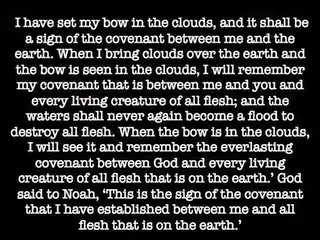 I have set my bow in the clouds, and it shall be
a sign of the covenant between me and the
earth. When I bring clouds over the earth and
the bow is seen in the clouds, I will remember
my covenant that is between me and you and
every living creature of all flesh; and the
waters shall never again become a flood to
destroy all flesh. When the bow is in the clouds,
I will see it and remember the everlasting
covenant between God and every living
creature of all flesh that is on the earth.’ God
said to Noah, ‘This is the sign of the covenant
that I have established between me and all
flesh that is on the earth.’